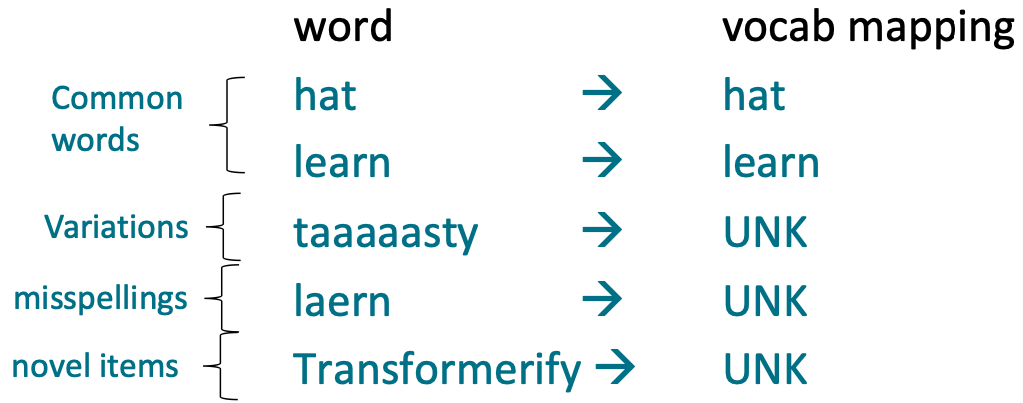 word vocab mapping
Common words
hat → hat
learn → learn
Variations
taaaaasty → UNK
misspellings
laern → UNK
novel items
Transformerify → UNK